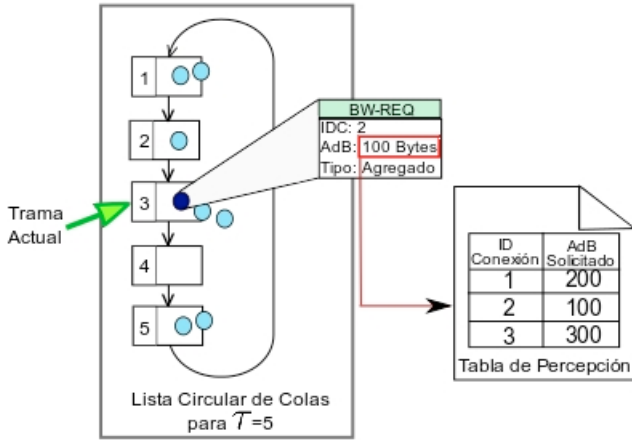 1
2
3
4
5
Trama
Actual
BW-REQ
IDC: 2
AdB: 100 Bytes
Tipo: Agregado
ID
Conexión
AdB
Solicitado
1 200
2 100
3 300
Tabla de Percepción
Lista Circular de Colas
para 𝒯=5